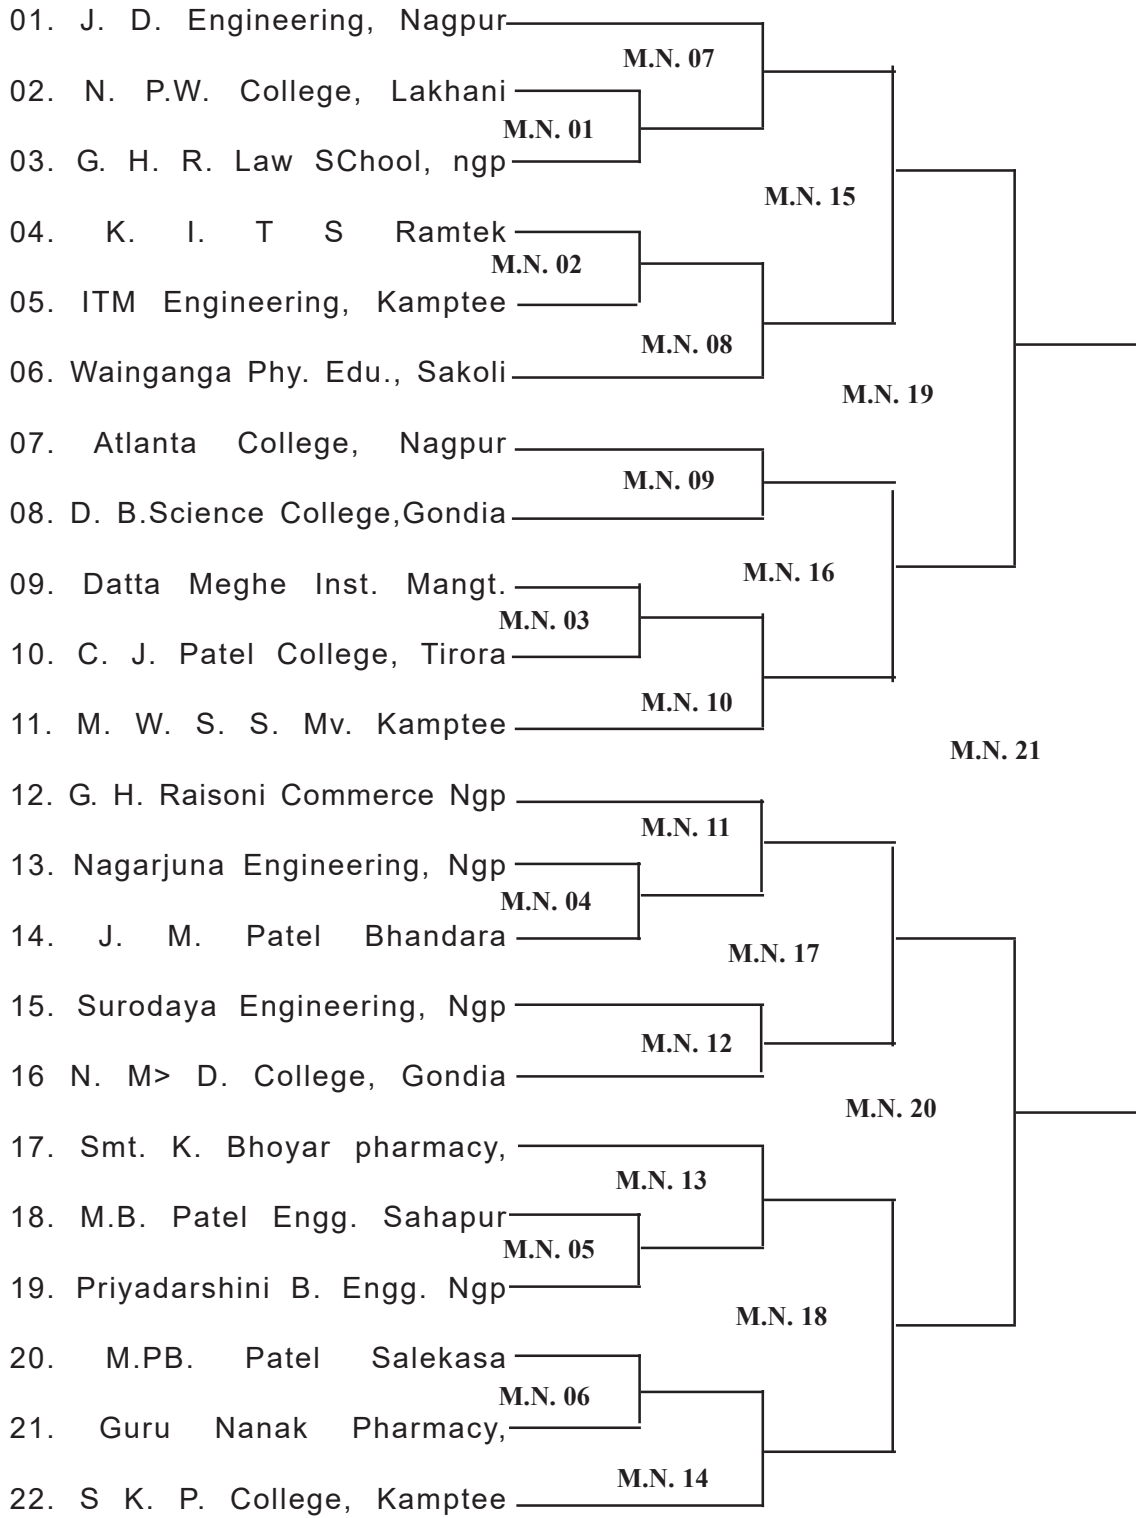 01. J. D. Engineering, Nagpur
M.N. 07
02. N. P.W. College, Lakhani
M.N. 01
03. G. H. R. Law SChool, ngp
M.N. 15
04. K. I. T S Ramtek
M.N. 02
05. ITM Engineering, Kamptee
M.N. 08
06. Wainganga Phy. Edu., Sakoli
M.N. 19
07. Atlanta College, Nagpur
M.N. 09
08. D. B.Science College,Gondia
M.N. 16
09. Datta Meghe Inst. Mangt.
M.N. 03
10. C. J. Patel College, Tirora
M.N. 10
11. M. W. S. S. Mv. Kamptee
M.N. 21
12. G. H. Raisoni Commerce Ngp
M.N. 11
13. Nagarjuna Engineering, Ngp
M.N. 04
14. J. M. Patel Bhandara
M.N. 17
15. Surodaya Engineering, Ngp
M.N. 12
16 N. M> D. College, Gondia
M.N. 20
17. Smt. K. Bhoyar pharmacy,
M.N. 13
18. M.B. Patel Engg. Sahapur
M.N. 05
19. Priyadarshini B. Engg. Ngp
M.N. 18
20. M.PB. Patel Salekasa
M.N. 06
21. Guru Nanak Pharmacy,
M.N. 14
22. S K. P. College, Kamptee